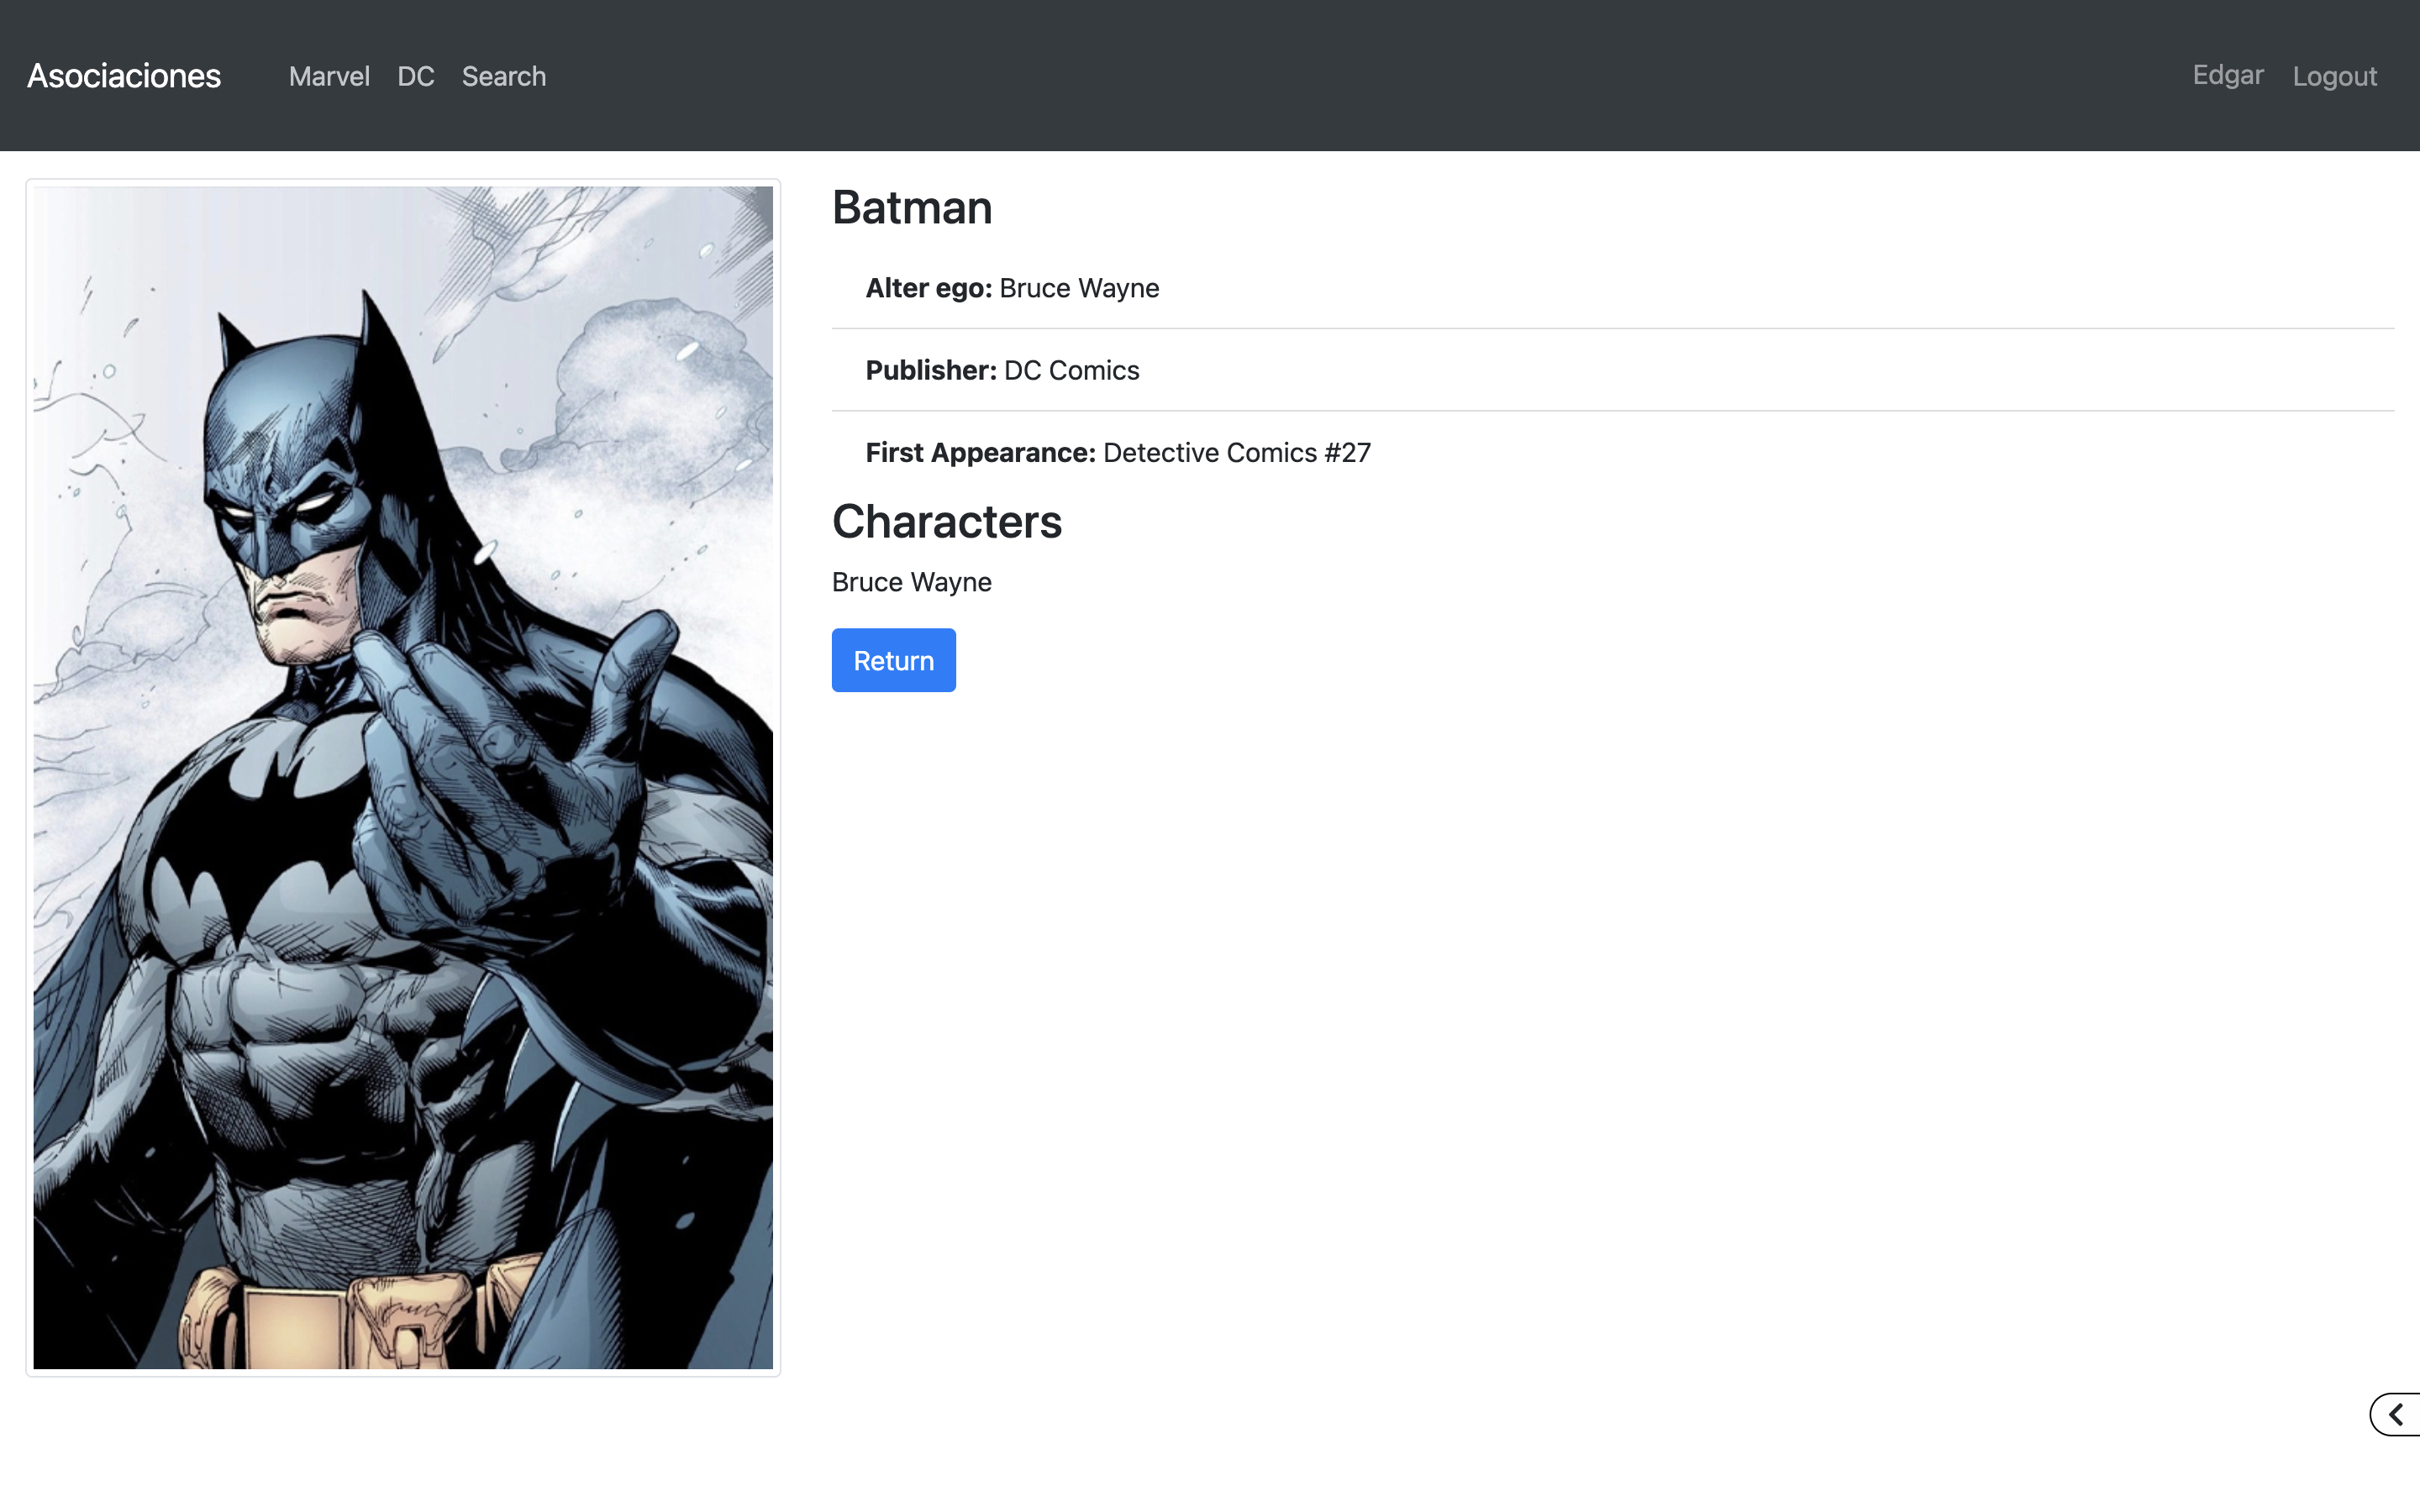 Asociaciones Marvel DC Search Edgar Logout
Batman
Alter ego: Bruce Wayne
Publisher: DC Comics
First Appearance: Detective Comics #27
Characters
Bruce Wayne
Return